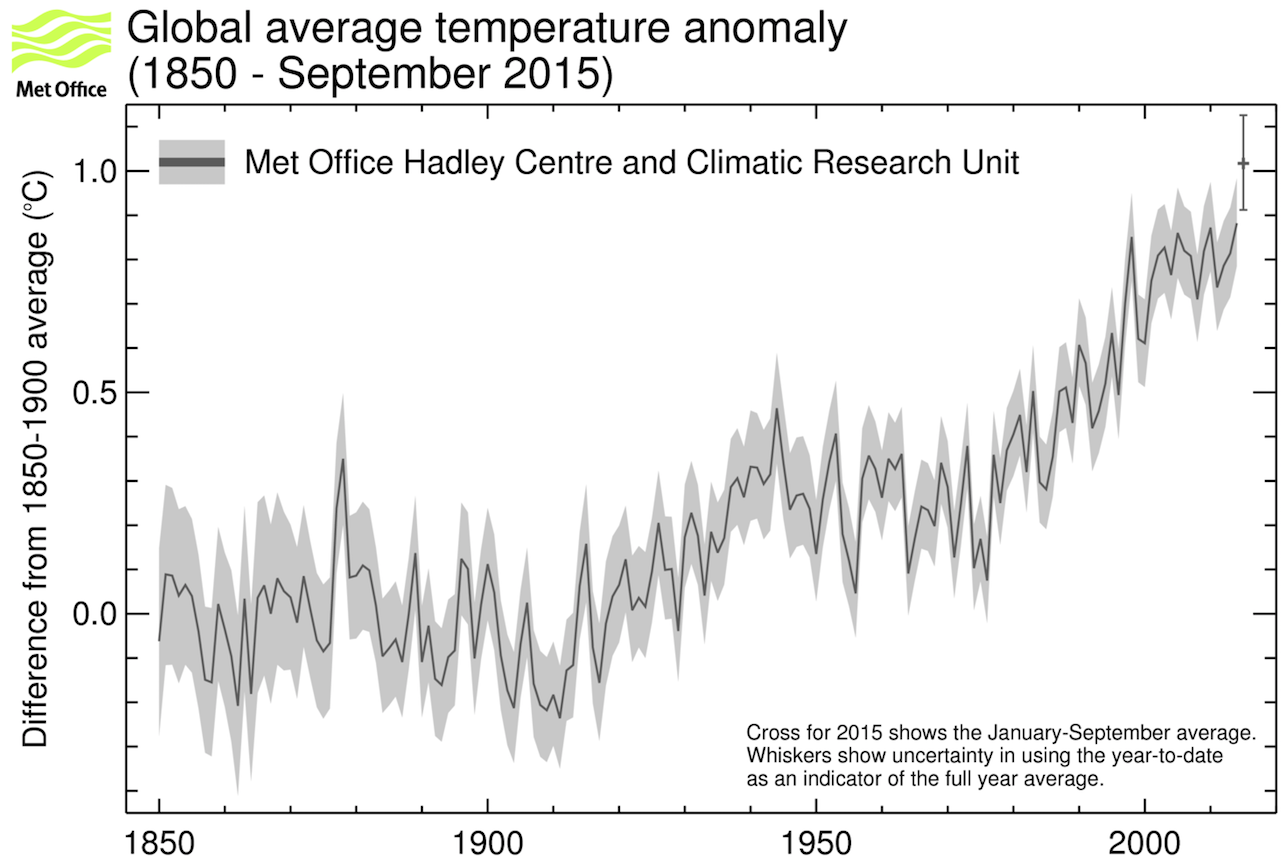 Met Office
Global average temperature anomaly
(1850 - September 2015)
Met Office Hadley Centre and Climatic Research Unit
Difference from 1850-1900 average (°C)
1.0
0.5
0.0
Cross for 2015 shows the January-September average.
Whiskers show uncertainty in using the year-to-date
as an indicator of the full year average.
1850
1900
1950
2000